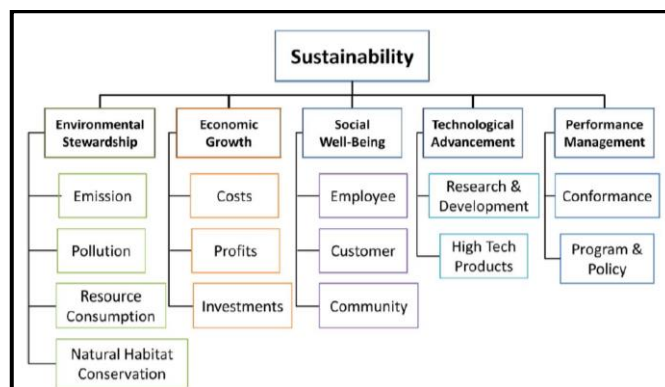 Sustainability
Environmental
Stewardship
Economic
Growth
Social
Well-Being
Technological
Advancement
Performance
Management
Emission
Pollution
Resource
Consumption
Natural Habitat
Conservation
Costs
Profits
Investments
Employee
Customer
Community
Research &
Development
High Tech
Products
Conformance
Program &
Policy